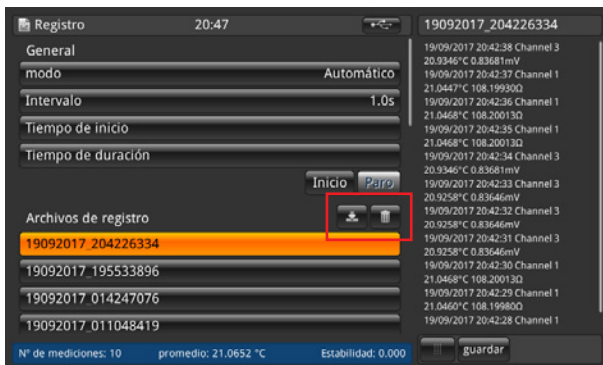 Registro 20:47
General
modo Automático
Intervalo 1.0s
Tiempo de inicio
Tiempo de duración
Inicio Paro
Archivos de registro
19092017_204226334
19092017_195533896
19092017_014247076
19092017_011048419
N° de mediciones: 10 promedio: 21.0652 °C Estabilidad: 0.000
19092017_204226334
19/09/2017 20:42:38 Channel 3
20.9346°C 0.83681mV
19/09/2017 20:42:37 Channel 1
21.0447°C 108.19930Ω
19/09/2017 20:42:36 Channel 1
21.0468°C 108.20013Ω
19/09/2017 20:42:35 Channel 1
21.0468°C 108.20013Ω
19/09/2017 20:42:34 Channel 3
20.9346°C 0.83681mV
19/09/2017 20:42:33 Channel 3
20.9258°C 0.83646mV
19/09/2017 20:42:32 Channel 3
20.9258°C 0.83646mV
19/09/2017 20:42:31 Channel 3
20.9258°C 0.83646mV
19/09/2017 20:42:30 Channel 1
21.0468°C 108.20013Ω
19/09/2017 20:42:29 Channel 1
21.0460°C 108.19980Ω
19/09/2017 20:42:28 Channel 1
guardar